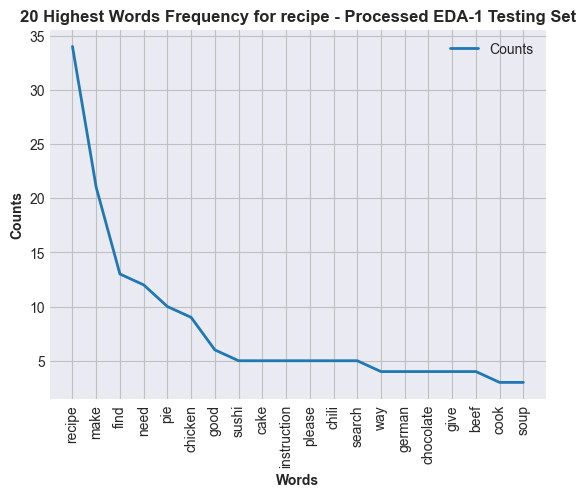 20 Highest Words Frequency for recipe - Processed EDA-1 Testing Set
Counts
35
30
25
20
15
10
5
Counts
recipe
make
find
need
pie
chicken
good
sushi
cake
instruction
please
chili
search
way
german
chocolate
give
beef
cook
soup
Words